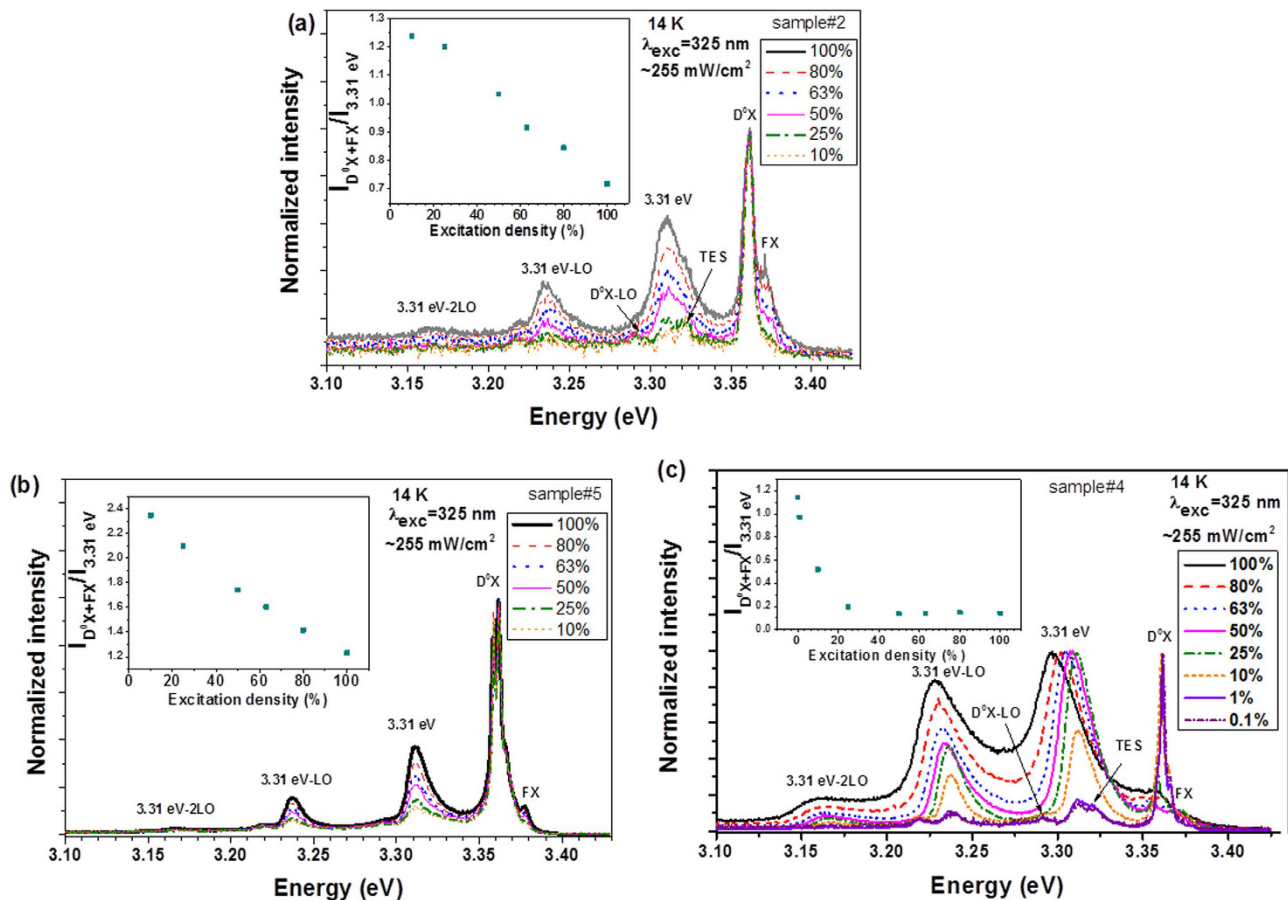 (a)
14 K
λexc=325 nm
~255 mW/cm²
sample#2
100%
80%
63%
50%
25%
10%
I D⁰X+FX/I 3.31 eV
1.3
1.2
1.1
1.0
0.9
0.8
0.7
0 20 40 60 80 100
Excitation density (%)
D⁰X
FX
3.31 eV
TES
D⁰X-LO
3.31 eV-LO
3.31 eV-2LO
Normalized intensity
3.10 3.20 3.25 3.30 3.35 3.40
Energy (eV)
(b)
14 K
λexc=325 nm
~255 mW/cm²
sample#5
100%
80%
63%
50%
25%
10%
I D⁰X+FX/I 3.31 eV
2.4
2.2
2.0
1.8
1.6
1.4
1.2
0 20 40 60 80 100
Excitation density (%)
D⁰X
FX
3.31 eV
3.31 eV-LO
3.31 eV-2LO
Normalized intensity
3.10 3.20 3.25 3.30 3.35 3.40
Energy (eV)
(c)
sample#4
14 K
λexc=325 nm
~255 mW/cm²
100%
80%
63%
50%
25%
10%
1%
0.1%
I D⁰X+FX/I 3.31 eV
1.2
1.0
0.8
0.6
0.4
0.2
0.0
0 20 40 60 80 100
Excitation density (%)
3.31 eV
D⁰X
3.31 eV-LO
D⁰X-LO
TES
FX
3.31 eV-2LO
Normalized intensity
3.10 3.20 3.25 3.30 3.35 3.40
Energy (eV)